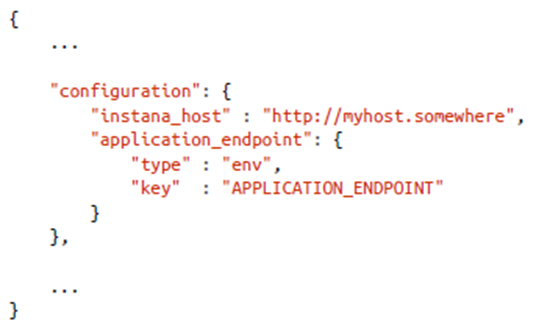 {
    ...
    "configuration": {
        "instana_host" : "http://myhost.somewhere",
        "application_endpoint": {
            "type" : "env",
            "key"  : "APPLICATION_ENDPOINT"
        }
    },
    ...
}